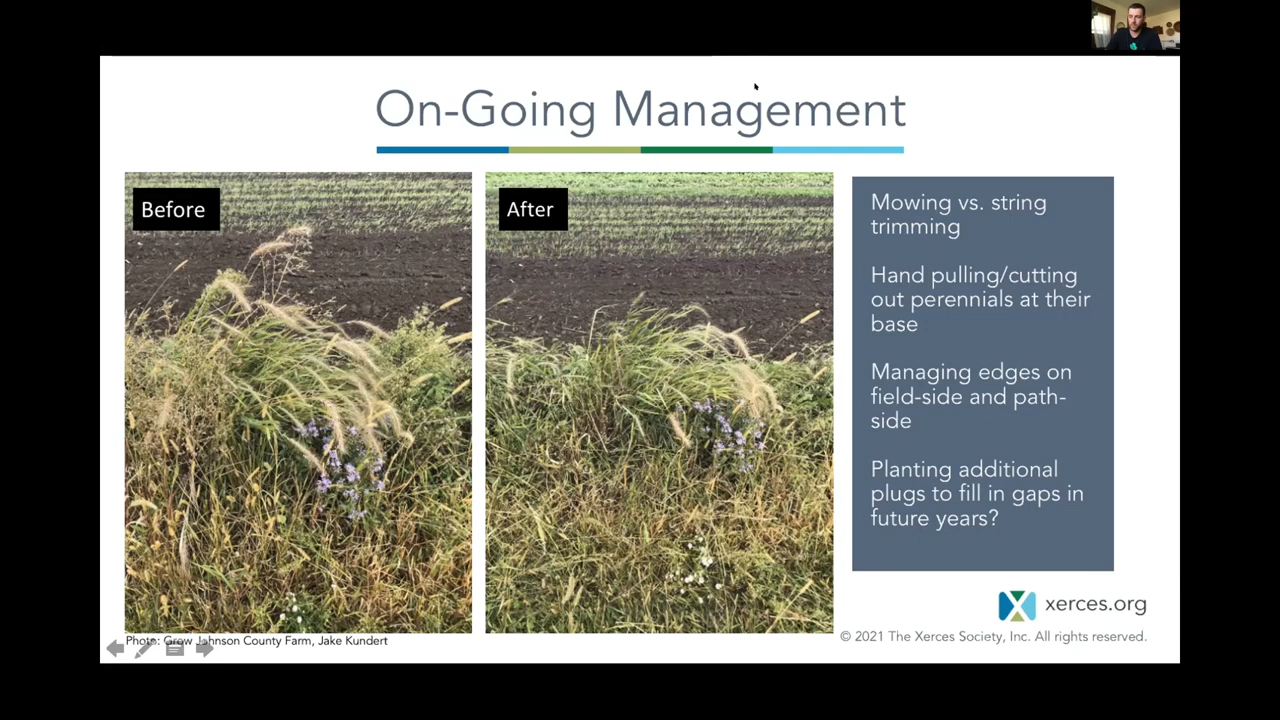 On-Going Management
Before
After
Mowing vs. string
trimming
Hand pulling/cutting
out perennials at their
base
Managing edges on
field-side and path-
side
Planting additional
plugs to fill in gaps in
future years?
xerces.org
Photo: Grow Johnson County Farm, Jake Kundert
© 2021 The Xerces Society, Inc. All rights reserved.